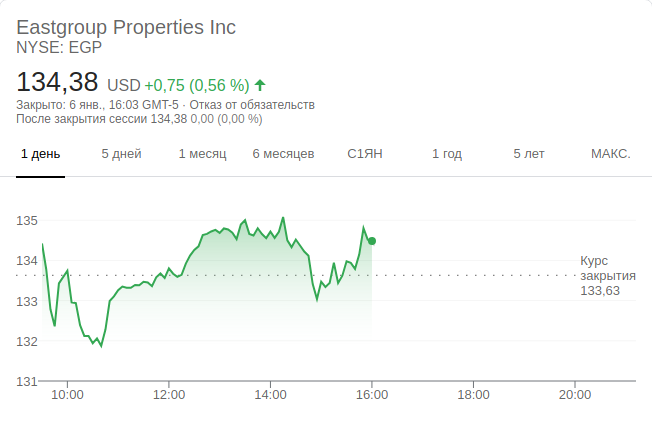 Eastgroup Properties Inc
NYSE: EGP
134,38 USD +0,75 (0,56 %)
Закрыто: 6 янв., 16:03 GMT-5 · Отказ от обязательств
После закрытия сессии 134,38 0,00 (0,00 %)
1 день 5 дней 1 месяц 6 месяцев С1ЯН 1 год 5 лет МАКС.
135
134
133
132
131
Курс
закрытия
133,63
10:00 12:00 14:00 16:00 18:00 20:00